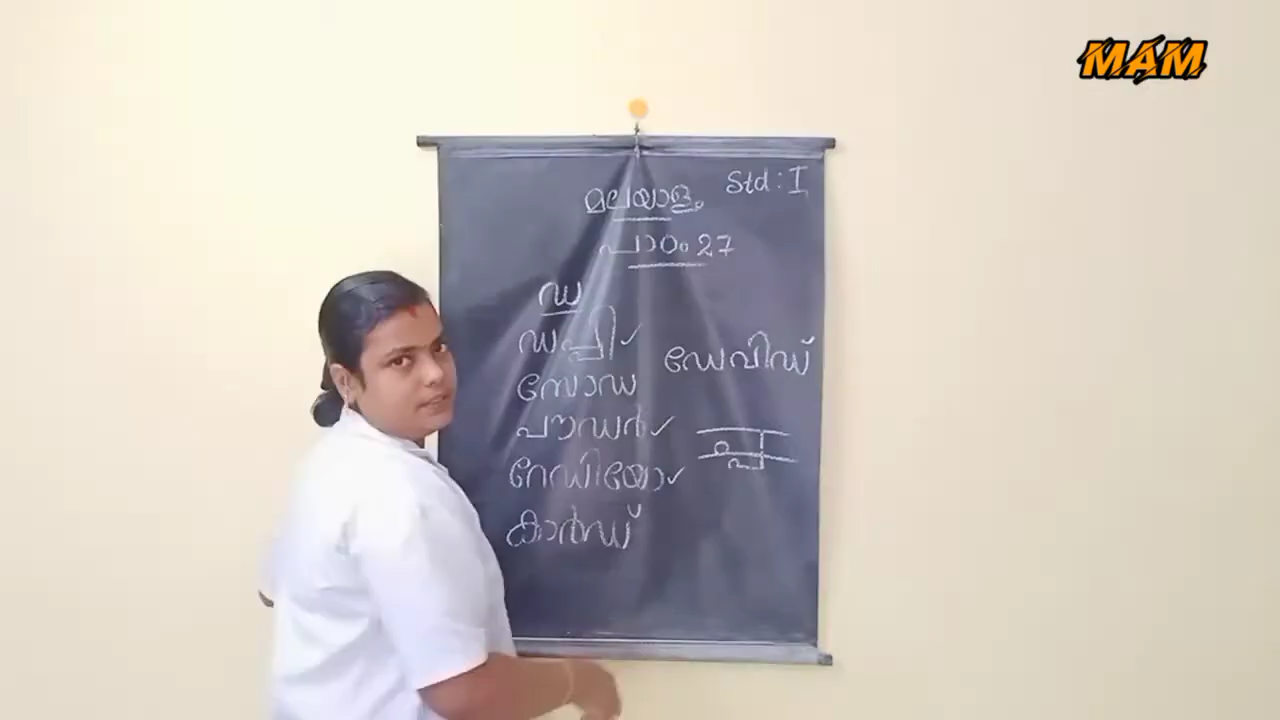 MAM
Std : I
മലയാളം
പാഠം 27
ഡ
ഡപ്പി ✓
സോഡ
പൗഡർ ✓
റേഡിയോ ✓
കാർഡ്
ഡേവിഡ്
പ്പ